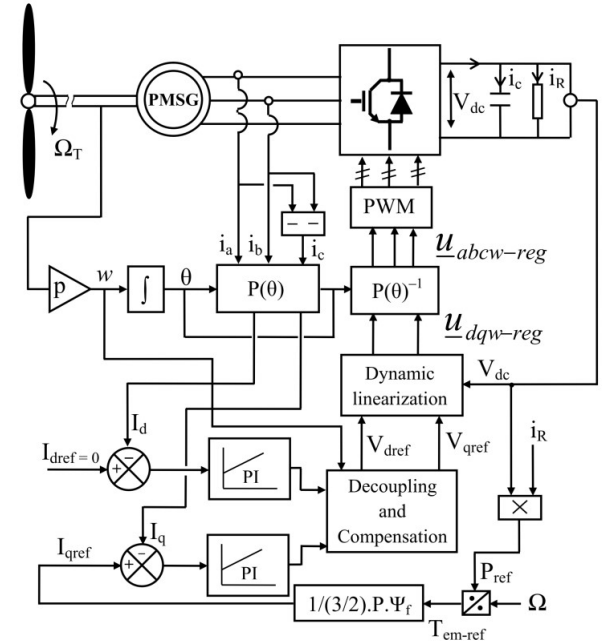 PMSG
Ω_T
V_dc
i_c
i_R
PWM
u_abcw−reg
i_a
i_b
− −
i_c
p
w
∫
θ
P(θ)
P(θ)⁻¹
u_dqw−reg
Dynamic
linearization
V_dc
i_R
I_d
V_dref
V_qref
I_dref = 0
+
−
PI
Decoupling
and
Compensation
×
I_q
I_qref
+
−
PI
P_ref
1/(3/2).P.Ψ_f
%
Ω
T_em-ref